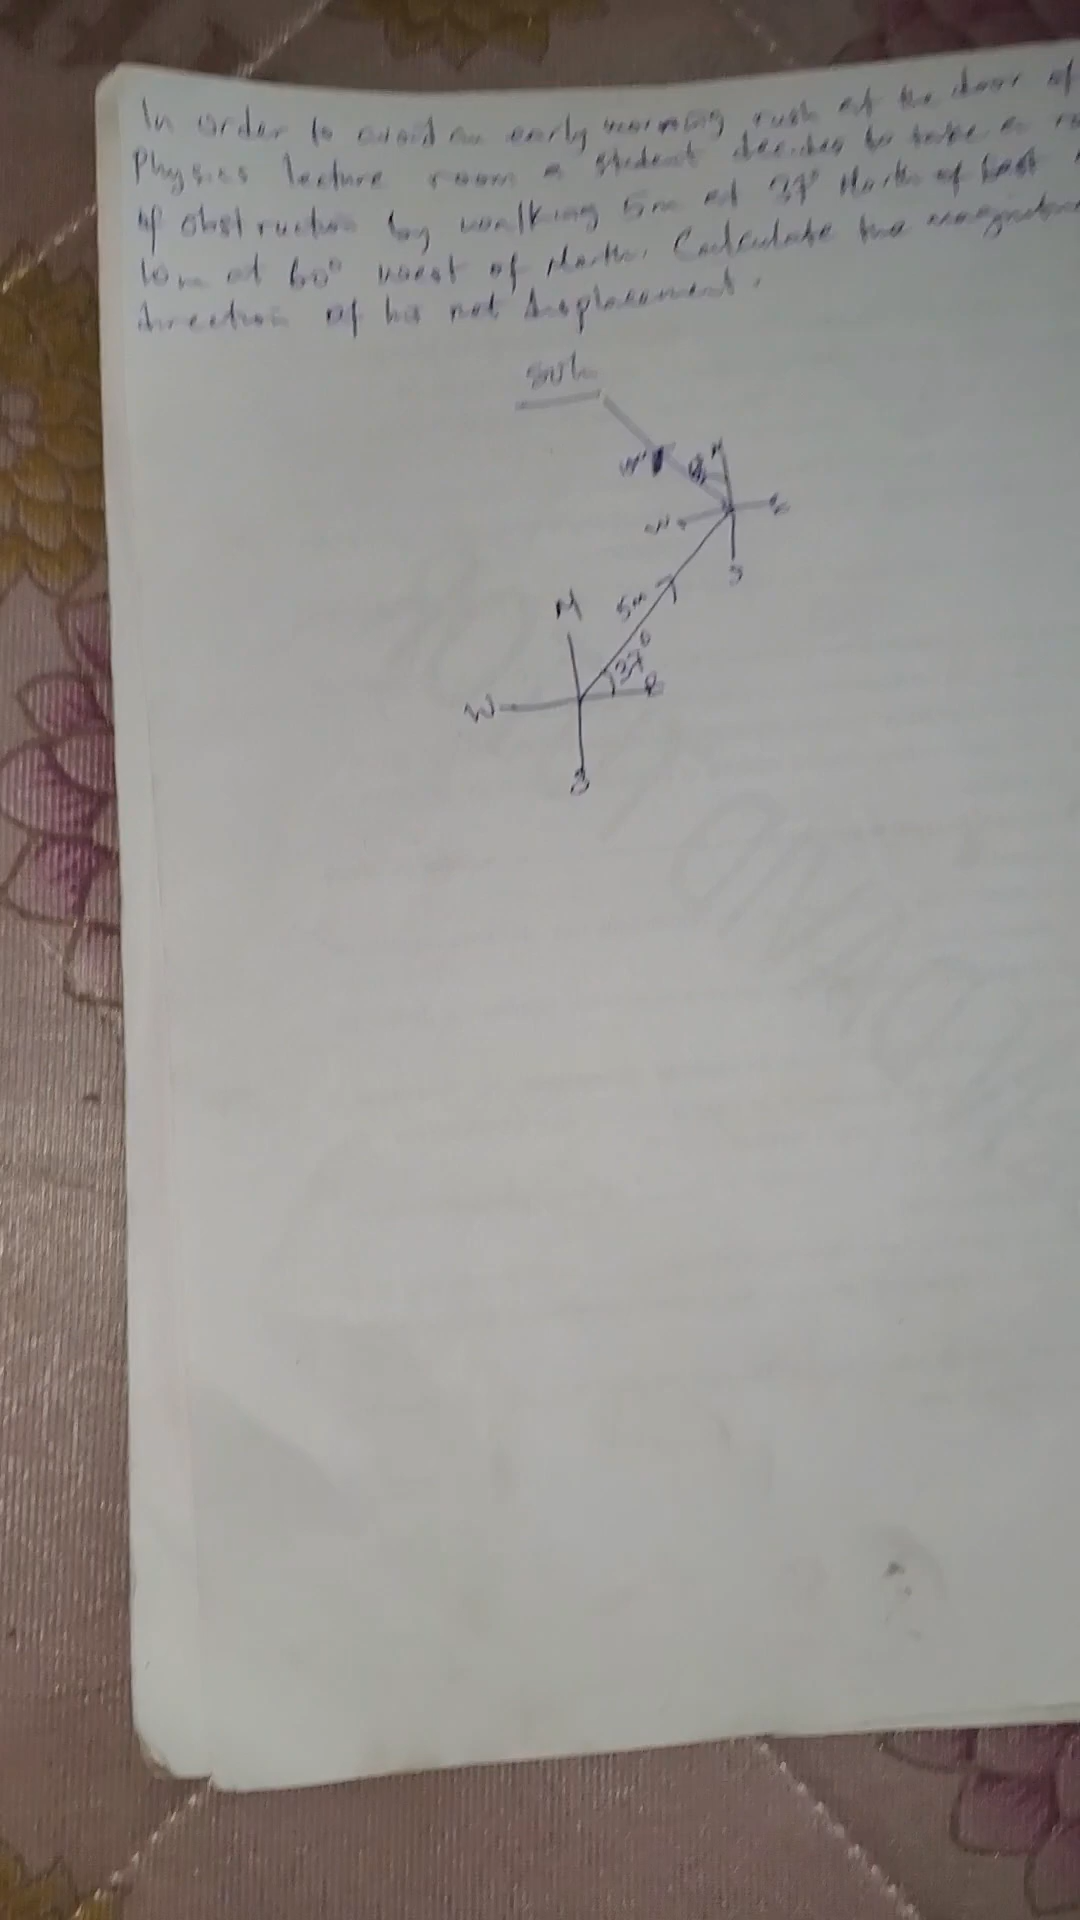 In order to avoid an early morning rush at the door of
Physics lecture room a student decides to take a
of obstruction by walking 5m at 37° North of East
10m at 60° west of North. Calculate the magnitude
direction of his net displacement.
Soln
W N
W E
S
5m
N
37°
W E
S